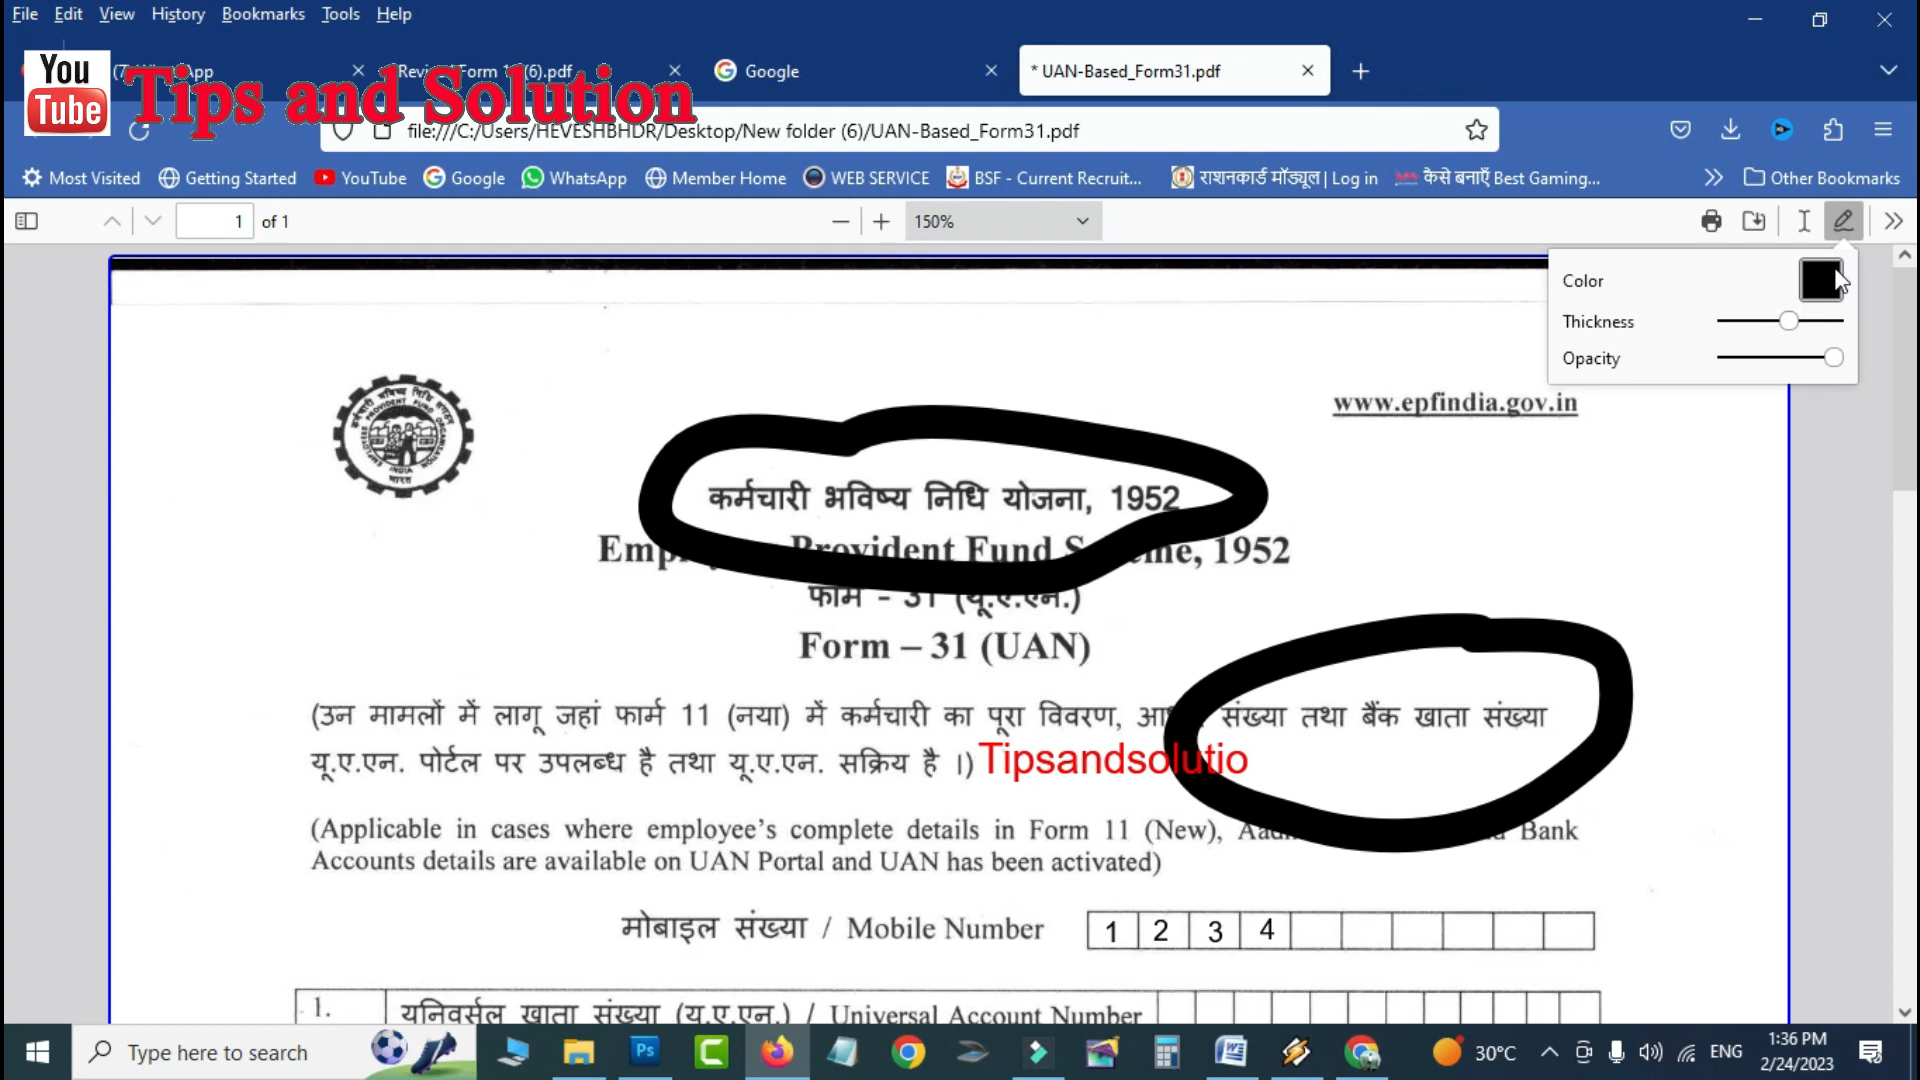 File Edit View History Bookmarks Tools Help
You Tube Tips and Solution
Google
* UAN-Based_Form31.pdf
file:///C:/Users/HEVESHBHDR/Desktop/New folder (6)/UAN-Based_Form31.pdf
Most Visited Getting Started YouTube Google WhatsApp Member Home WEB SERVICE BSF - Current Recruit... राशनकार्ड मॉड्यूल | Log in कैसे बनाएँ Best Gaming... Other Bookmarks
1 of 1 150%
Color
Thickness
Opacity
www.epfindia.gov.in
कर्मचारी भविष्य निधि योजना, 1952
Provident Fund 1952
फार्म - 31 (यू.ए.एन.)
Form – 31 (UAN)
(उन मामलों में लागू जहां फार्म 11 (नया) में कर्मचारी का पूरा विवरण, संख्या तथा बैंक खाता संख्या
यू.ए.एन. पोर्टल पर उपलब्ध है तथा यू.ए.एन. सक्रिय है ।) Tipsandsolutio
(Applicable in cases where employee's complete details in Form 11 (New), Bank
Accounts details are available on UAN Portal and UAN has been activated)
मोबाइल संख्या / Mobile Number 1 2 3 4
1. यूनिवर्सल खाता संख्या (यू.ए.एन.) / Universal Account Number
Type here to search 30°C ENG 1:36 PM
2/24/2023